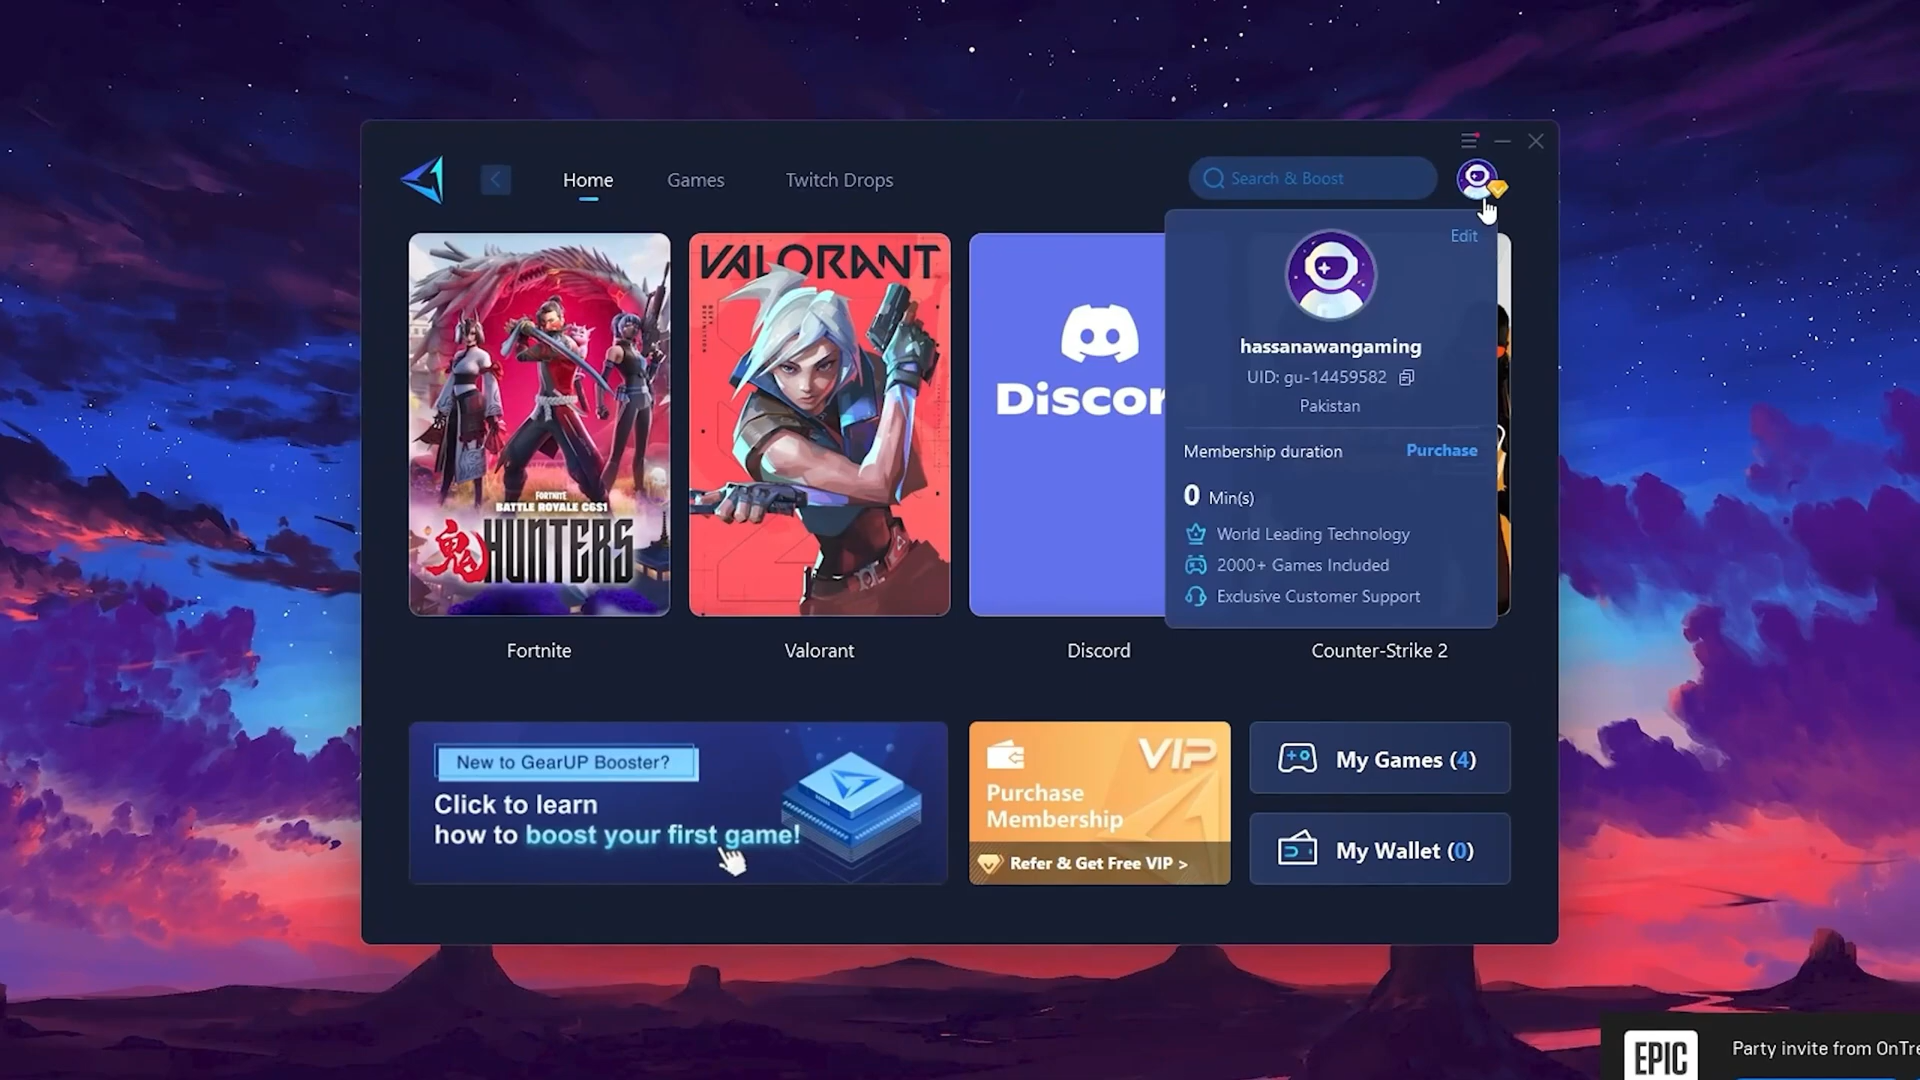 Home
Games
Twitch Drops
Search & Boost
Edit
hassanawangaming
UID: gu-14459582
Pakistan
Membership duration
Purchase
0 Min(s)
World Leading Technology
2000+ Games Included
Exclusive Customer Support
FORTNITE
BATTLE ROYALE C6S1
鬼 HUNTERS
VALORANT
Discor
Fortnite
Valorant
Discord
Counter-Strike 2
New to GearUP Booster?
Click to learn
how to boost your first game!
VIP
Purchase
Membership
Refer & Get Free VIP >
My Games (4)
My Wallet (0)
EPIC
Party invite from OnTre